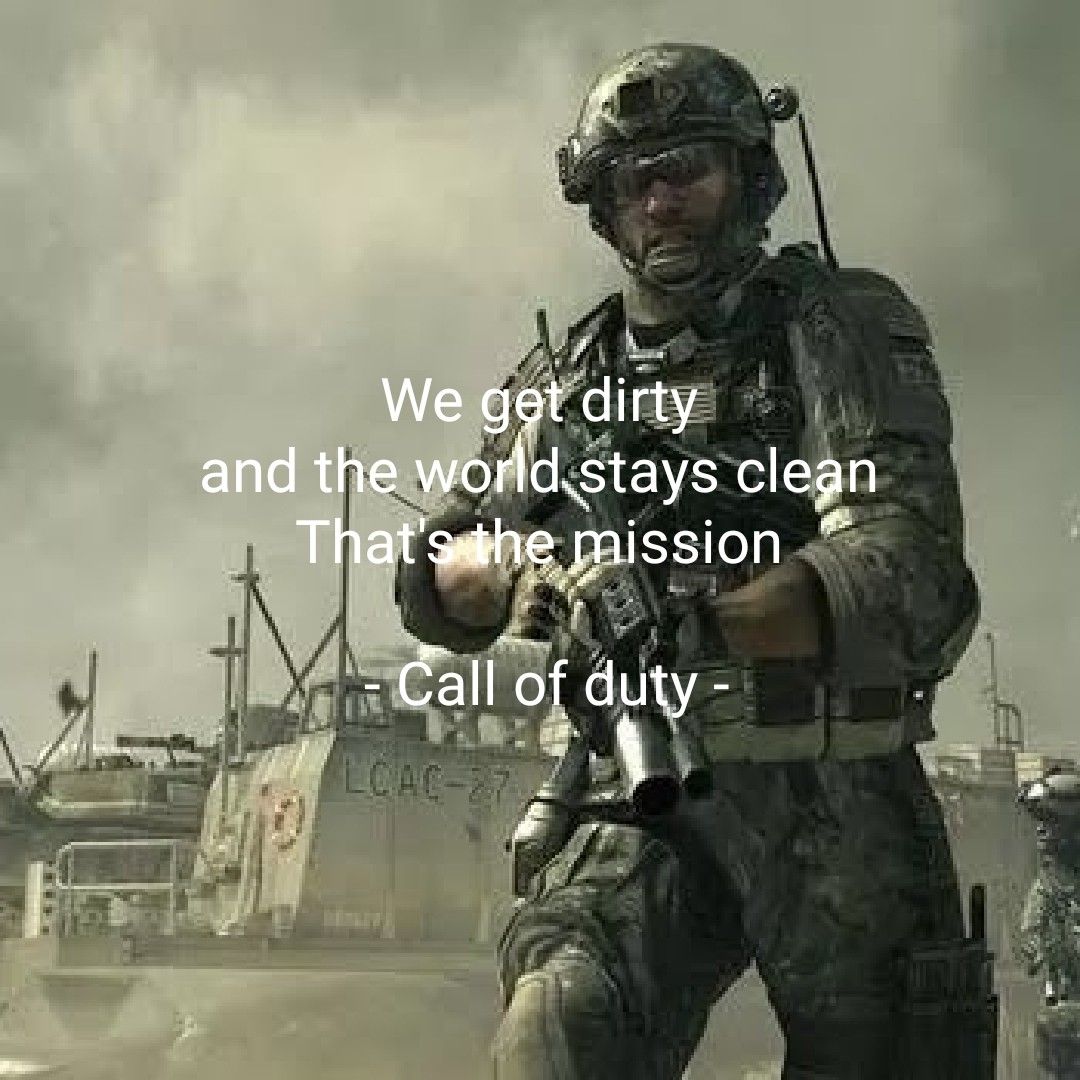 We get dirty
and the world stays clean
That's the mission
- Call of duty -
LCAC-27